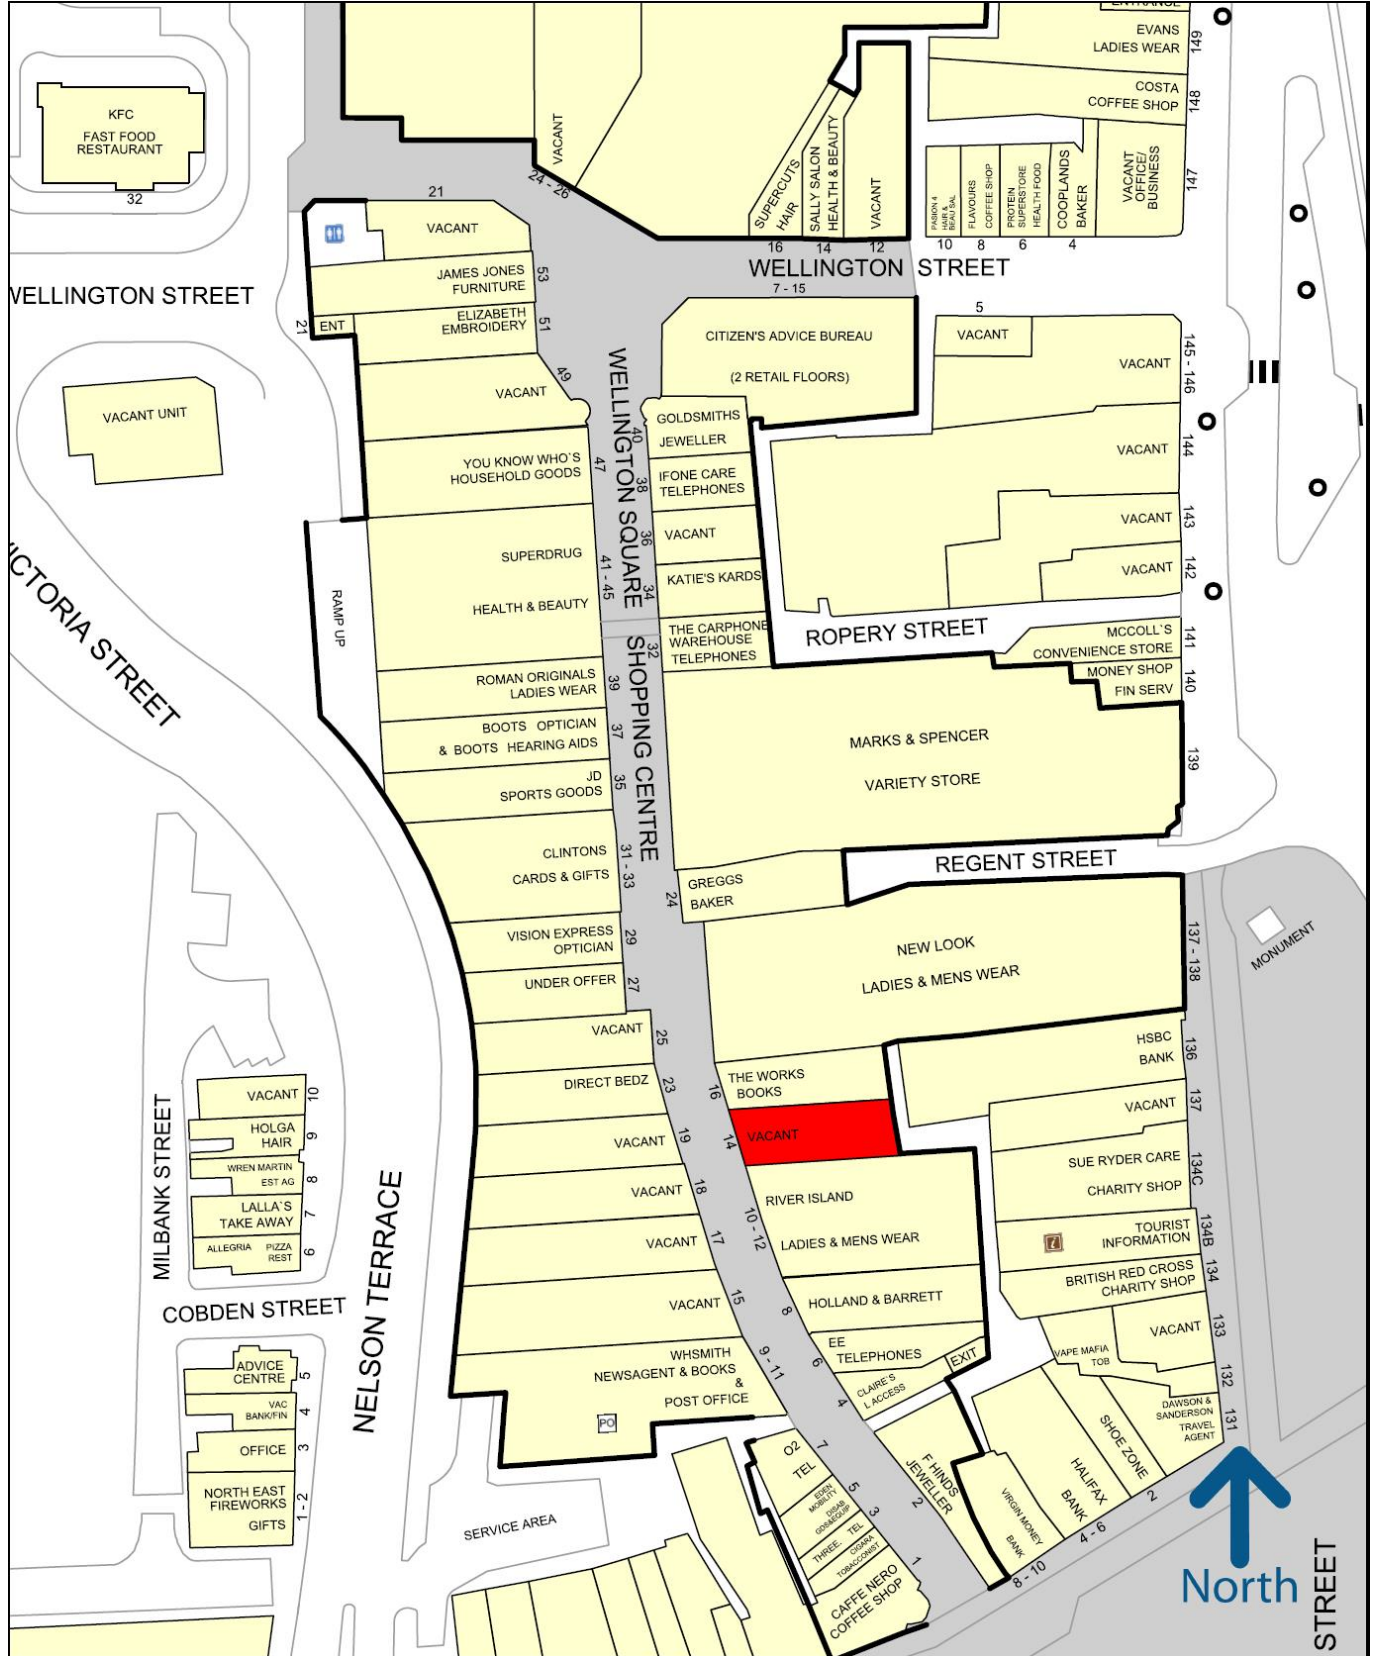 ENTRANCE
EVANS
LADIES WEAR
149
COSTA
COFFEE SHOP
148
VACANT
OFFICE/
BUSINESS
147
KFC
FAST FOOD
RESTAURANT
32
VACANT
24 - 26
SUPERCUTS
HAIR
16
SALLY SALON
HEALTH & BEAUTY
14
VACANT
12
PASION 4
HAIR &
BEAU SAL
10
FLAVOURS
COFFEE SHOP
8
PROTEIN
SUPERSTORE
HEALTH FOOD
6
COOPLANDS
BAKER
4
WELLINGTON STREET
WELLINGTON STREET
21
VACANT
JAMES JONES
FURNITURE
53
21
ENT
ELIZABETH
EMBROIDERY
51
VACANT
49
YOU KNOW WHO`S
HOUSEHOLD GOODS
47
SUPERDRUG
HEALTH & BEAUTY
41 - 45
ROMAN ORIGINALS
LADIES WEAR
39
BOOTS OPTICIAN
& BOOTS HEARING AIDS
37
JD
SPORTS GOODS
35
CLINTONS
CARDS & GIFTS
31 - 33
VISION EXPRESS
OPTICIAN
29
UNDER OFFER
27
VACANT
25
DIRECT BEDZ
23
VACANT
19
VACANT
18
VACANT
17
VACANT
15
WHSMITH
NEWSAGENT & BOOKS
&
POST OFFICE
9 - 11
PO
WELLINGTON SQUARE
SHOPPING CENTRE
7 - 15
CITIZEN'S ADVICE BUREAU
(2 RETAIL FLOORS)
GOLDSMITHS
JEWELLER
40
IFONE CARE
TELEPHONES
38
VACANT
36
KATIE'S KARDS
34
THE CARPHONE
WAREHOUSE
TELEPHONES
32
MARKS & SPENCER
VARIETY STORE
139
GREGGS
BAKER
24
NEW LOOK
LADIES & MENS WEAR
137 - 138
THE WORKS
BOOKS
16
VACANT
14
RIVER ISLAND
LADIES & MENS WEAR
10 - 12
HOLLAND & BARRETT
8
EE
TELEPHONES
6
EXIT
CLAIRE'S
L ACCESS
4
F HINDS
JEWELLER
2
O2
TEL
7
EDEN
MOBILITY
DISAB
GDS&EQUIP
5
THREE. TEL
3
CIGARA
TOBACCONIST
CAFFE NERO
COFFEE SHOP
1
5
VACANT
VACANT
145 - 146
VACANT
144
VACANT
143
VACANT
142
ROPERY STREET
MCCOLL`S
CONVENIENCE STORE
141
MONEY SHOP
FIN SERV
140
REGENT STREET
MONUMENT
HSBC
BANK
136
VACANT
137
SUE RYDER CARE
CHARITY SHOP
134C
TOURIST
INFORMATION
134B
BRITISH RED CROSS
CHARITY SHOP
134
VACANT
133
VAPE MAFIA
TOB
132
DAWSON &
SANDERSON
TRAVEL
AGENT
131
SHOE ZONE
2
HALIFAX
BANK
4 - 6
VIRGIN MONEY
BANK
8 - 10
North
STREET
VACANT UNIT
VICTORIA STREET
RAMP UP
MILBANK STREET
NELSON TERRACE
COBDEN STREET
VACANT
10
HOLGA
HAIR
9
WREN MARTIN
EST AG
8
LALLA`S
TAKE AWAY
7
ALLEGRIA PIZZA
REST
6
ADVICE
CENTRE
5
VAC
BANK/FIN
4
OFFICE
3
NORTH EAST
FIREWORKS
GIFTS
1 - 2
SERVICE AREA